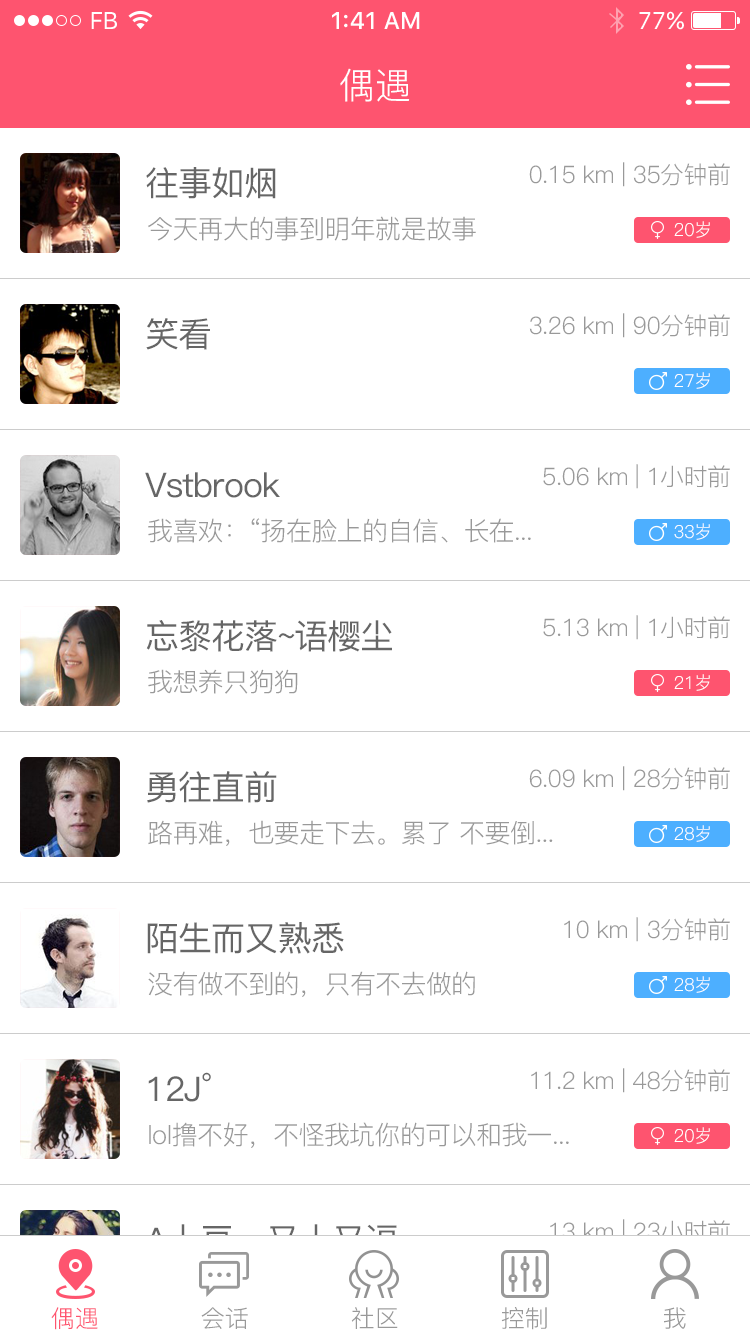 FB 1:41 AM 77%
偶遇
往事如烟 0.15 km | 35分钟前
今天再大的事到明年就是故事 ♀ 20岁
笑看 3.26 km | 90分钟前
♂ 27岁
Vstbrook 5.06 km | 1小时前
我喜欢：“扬在脸上的自信、长在... ♂ 33岁
忘黎花落~语樱尘 5.13 km | 1小时前
我想养只狗狗 ♀ 21岁
勇往直前 6.09 km | 28分钟前
路再难，也要走下去。累了 不要倒... ♂ 28岁
陌生而又熟悉 10 km | 3分钟前
没有做不到的，只有不去做的 ♂ 28岁
12J° 11.2 km | 48分钟前
lol撸不好，不怪我坑你的可以和我一... ♀ 20岁
13 km | 23小时前
偶遇 会话 社区 控制 我